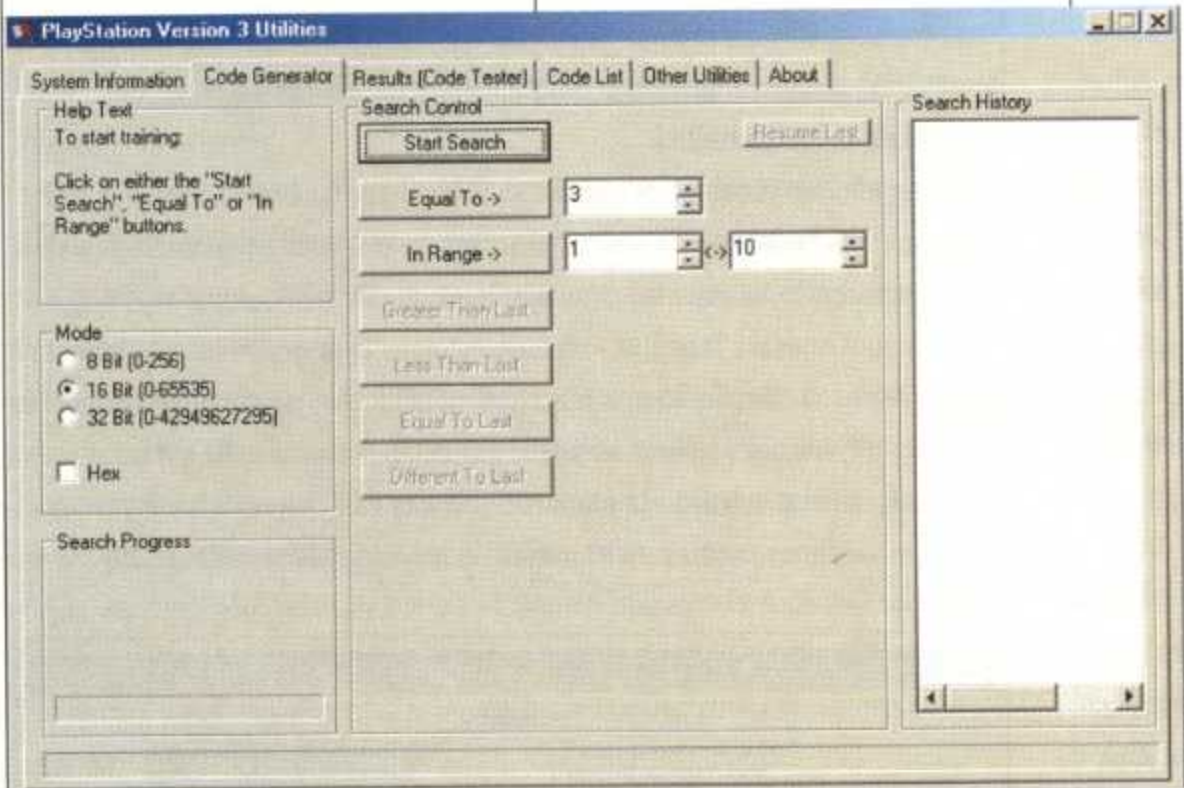 PlayStation Version 3 Utilities
System Information Code Generator Results [Code Tester] Code List Other Utilities About
Help Text
To start training:
Click on either the "Start
Search", "Equal To" or "In
Range" buttons.
Mode
8 Bit (0-256)
16 Bit (0-65535)
32 Bit (0-42949627295)
Hex
Search Progress
Search Control
Start Search
Resume Last
Equal To ->
3
In Range ->
1
<->
10
Greater Than Last
Less Than Last
Equal To Last
Different To Last
Search History